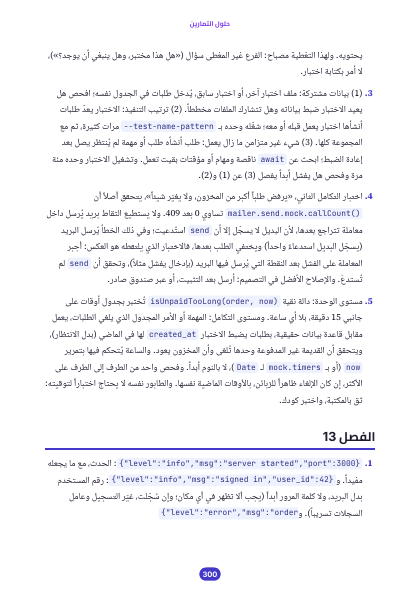 حلول التمارين
يحتويه. ولهذا التغطية مصباح: الفرع غير المغطى سؤال («هل هذا مختبر، وهل ينبغي أن يوجد؟»)،
لا أمر بكتابة اختبار.
3. (1) بيانات مشتركة: ملف اختبار آخر، أو اختبار سابق، يُدخل طلبات في الجدول نفسه؛ افحص هل
يعيد الاختبار ضبط بياناته وهل تتشارك الملفات مخططاً. (2) ترتيب التنفيذ: الاختبار يعدّ طلبات
أنشأها اختبار يعمل قبله أو معه؛ شغّله وحده بـ --test-name-pattern مرات كثيرة، ثم مع
المجموعة كلها. (3) شيء غير متزامن ما زال يعمل: طلب أنشأه طلب أو مهمة لم يُنتظر يصل بعد
إعادة الضبط؛ ابحث عن await ناقصة ومهام أو مؤقتات بقيت تعمل. وتشغيل الاختبار وحده مئة
مرة وفحص هل يفشل أبداً يفصل (3) عن (1) و(2).
4. اختبار التكامل الثاني، «يرفض طلباً أكبر من المخزون، ولا يغيّر شيئاً»، يتحقق أصلاً أن
mailer.send.mock.callCount() تساوي 0 بعد 409. ولا يستطيع التقاط بريد يُرسل داخل
معاملة تتراجع بعدها، لأن البديل لا يسجّل إلا أن send استُدعيت؛ وفي ذلك الخطأ يُرسل البريد
(يسجّل البديل استدعاءً واحداً) ويختفي الطلب بعدها، فالاختبار الذي يلتقطه هو العكس: أجبر
المعاملة على الفشل بعد النقطة التي يُرسل فيها البريد (بإدخال يفشل مثلاً)، وتحقق أن send لم
تُستدعَ. والإصلاح الأفضل في التصميم: أرسل بعد التثبيت، أو عبر صندوق صادر.
5. مستوى الوحدة: دالة نقية isUnpaidTooLong(order, now) تُختبر بجدول أوقات على
جانبي 15 دقيقة، بلا أي ساعة. ومستوى التكامل: المهمة أو الأمر المجدول الذي يلغي الطلبات، يعمل
مقابل قاعدة بيانات حقيقية، بطلبات يضبط الاختبار created_at لها في الماضي (بدل الانتظار)،
ويتحقق أن القديمة غير المدفوعة وحدها تُلغى وأن المخزون يعود. والساعة يُتحكم فيها بتمرير
now (أو بـ mock.timers لـ Date)، لا بالنوم أبداً. وفحص واحد من الطرف إلى الطرف على
الأكثر، إن كان الإلغاء ظاهراً للزبائن، بالأوقات الماضية نفسها. والطابور نفسه لا يحتاج اختباراً لتوقيته:
ثق بالمكتبة، واختبر كودك.
الفصل 13
1. {"level":"info","msg":"server started","port":3000} : الحدث، مع ما يجعله
مفيداً. و {"level":"info","msg":"signed in","user_id":42} : رقم المستخدم
بدل البريد، ولا كلمة المرور أبداً (يجب ألا تظهر في أي مكان؛ وإن سُجّلت، غيّر التسجيل وعامل
السجلات تسريباً). و{"level":"error","msg":"order
300